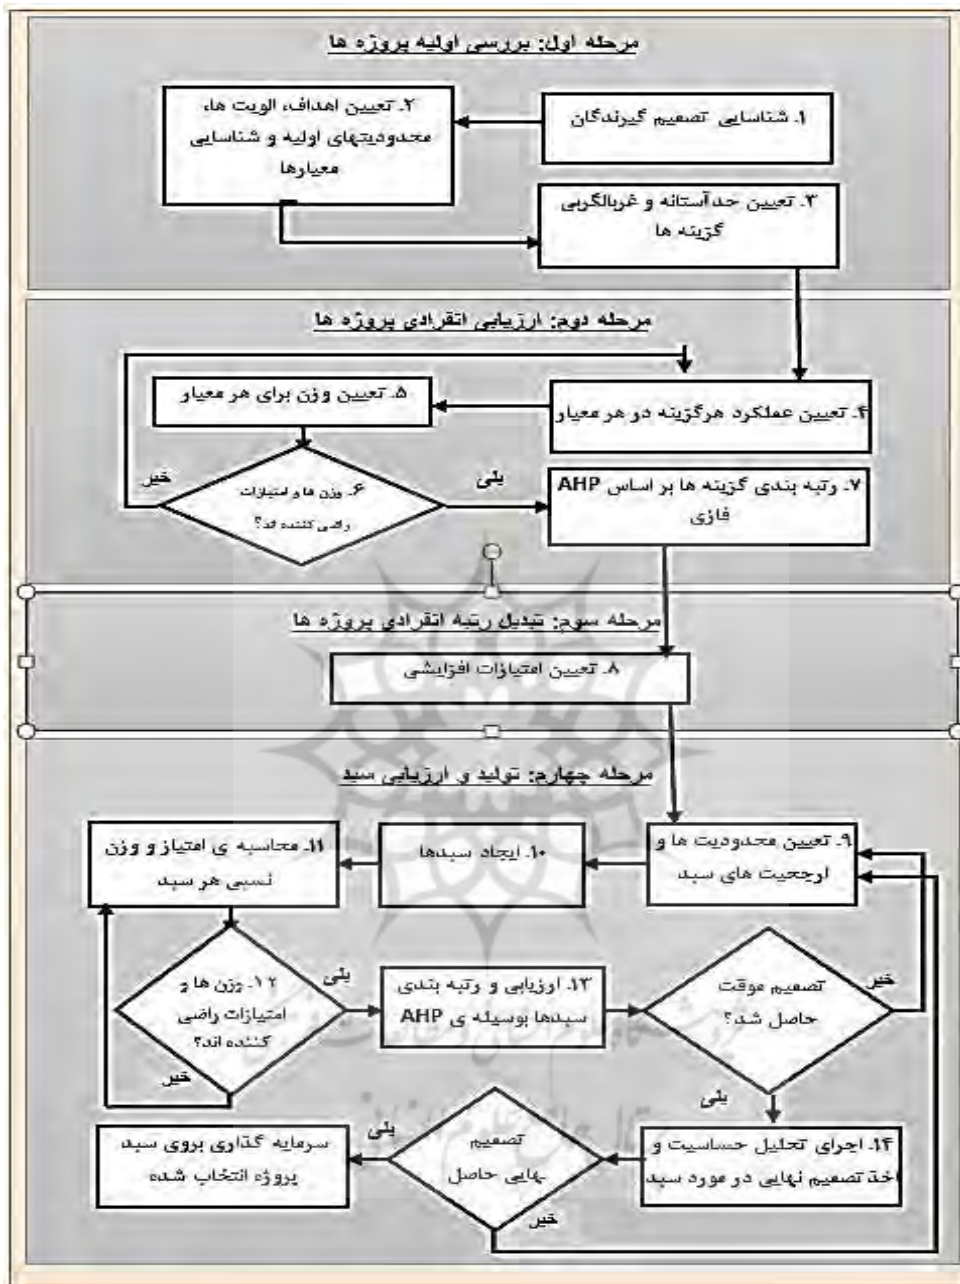 مرحله اول: بررسی اولیه پروژه ها
۱. شناسایی تصمیم گیرندگان
۲. تعیین اهداف، الویت ها،
محدودیتهای اولیه و شناسایی
معیارها
۳. تعیین حدآستانه و غربالگریی
گزینه ها
مرحله دوم: ارزیابی انفرادی پروژه ها
۴. تعیین عملکرد هرگزینه در هر معیار
۵. تعیین وزن برای هر معیار
۶. وزن ها و امتیازات
راضی کننده اند؟
خیر
بلی
۷. رتبه بندی گزینه ها بر اساس AHP
فازی
مرحله سوم: تبدیل رتبه انفرادی پروژه ها
۸. تعیین امتیازات افزایشی
مرحله چهارم: تولید و ارزیابی سبد
۹. تعیین محدودیت ها و
ارجحیت های سبد
۱۰. ایجاد سبدها
۱۱. محاسبه ی امتیاز و وزن
نسبی هر سبد
۱۲. وزن ها و
امتیازات راضی
کننده اند؟
بلی
خیر
۱۳. ارزیابی و رتبه بندی
سبدها بوسیله ی AHP
تصمیم موقت
حاصل شد؟
خیر
بلی
۱۴. اجرای تحلیل حساسیت و
اخذ تصمیم نهایی در مورد سبد
تصمیم
نهایی حاصل
بلی
خیر
سرمایه گذاری بروی سبد
پروژه انتخاب شده